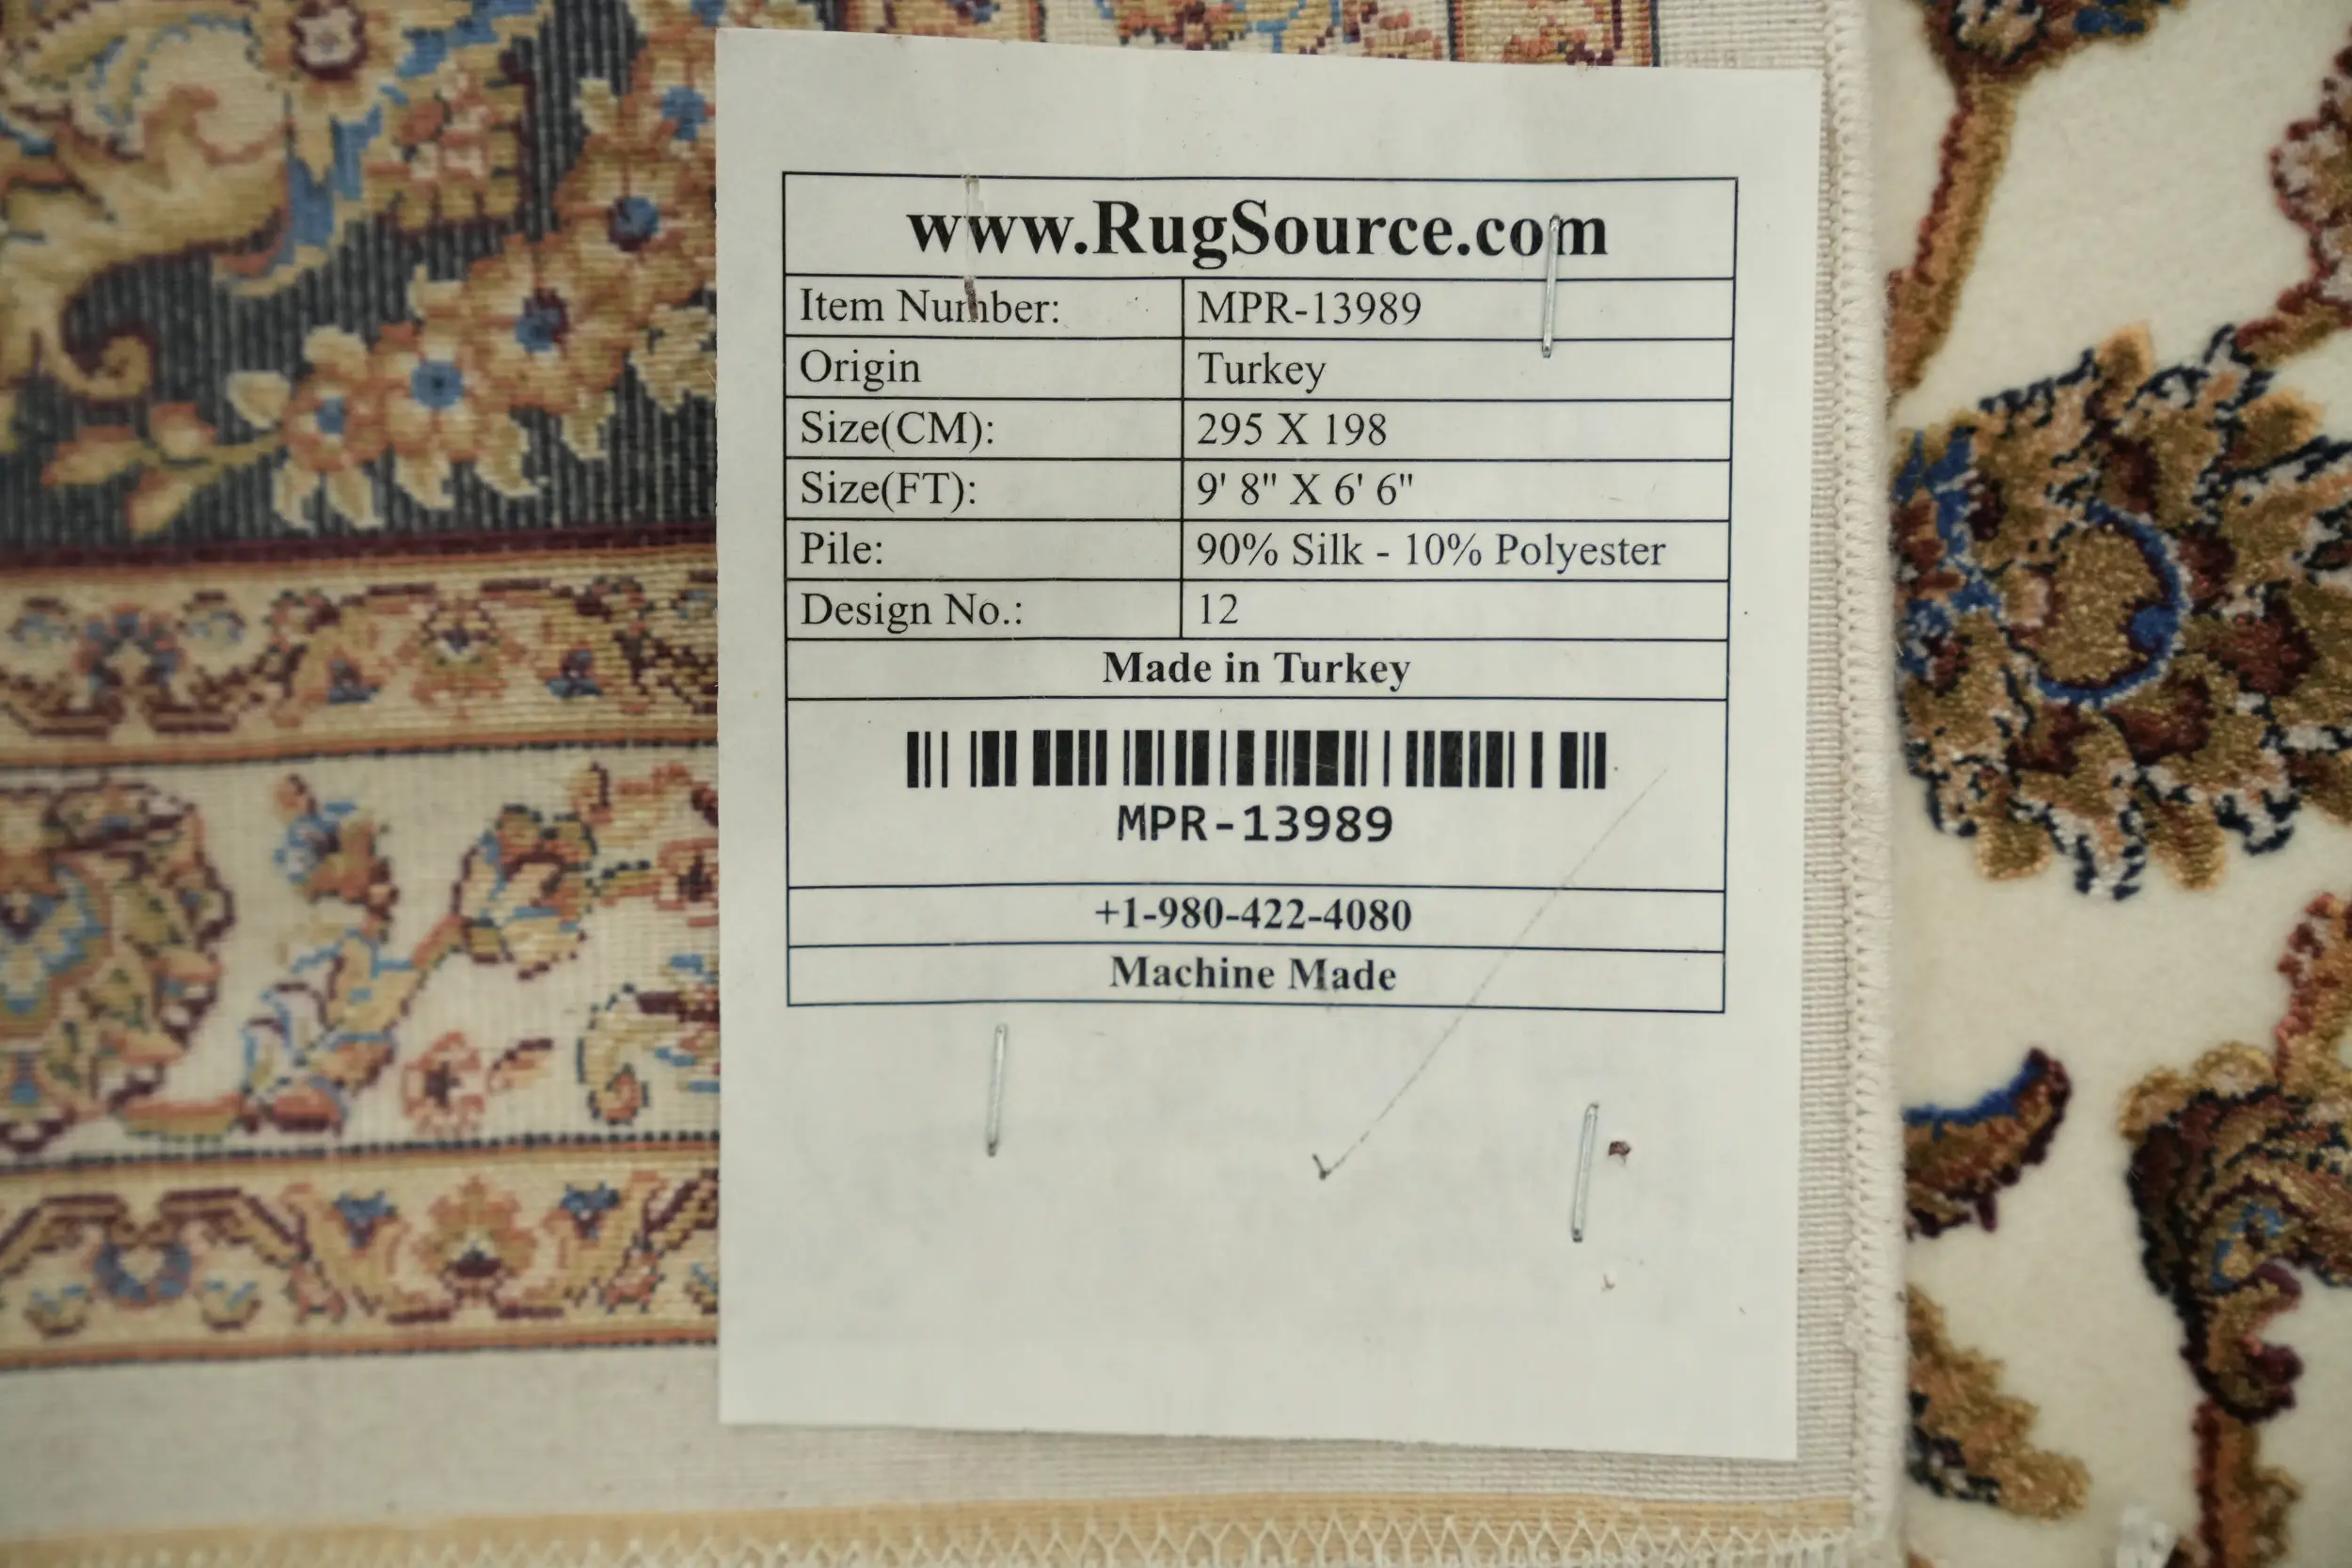 www.RugSource.com
Item Number: MPR-13989
Origin Turkey
Size(CM): 295 X 198
Size(FT): 9' 8" X 6' 6"
Pile: 90% Silk - 10% Polyester
Design No.: 12
Made in Turkey
MPR-13989
+1-980-422-4080
Machine Made